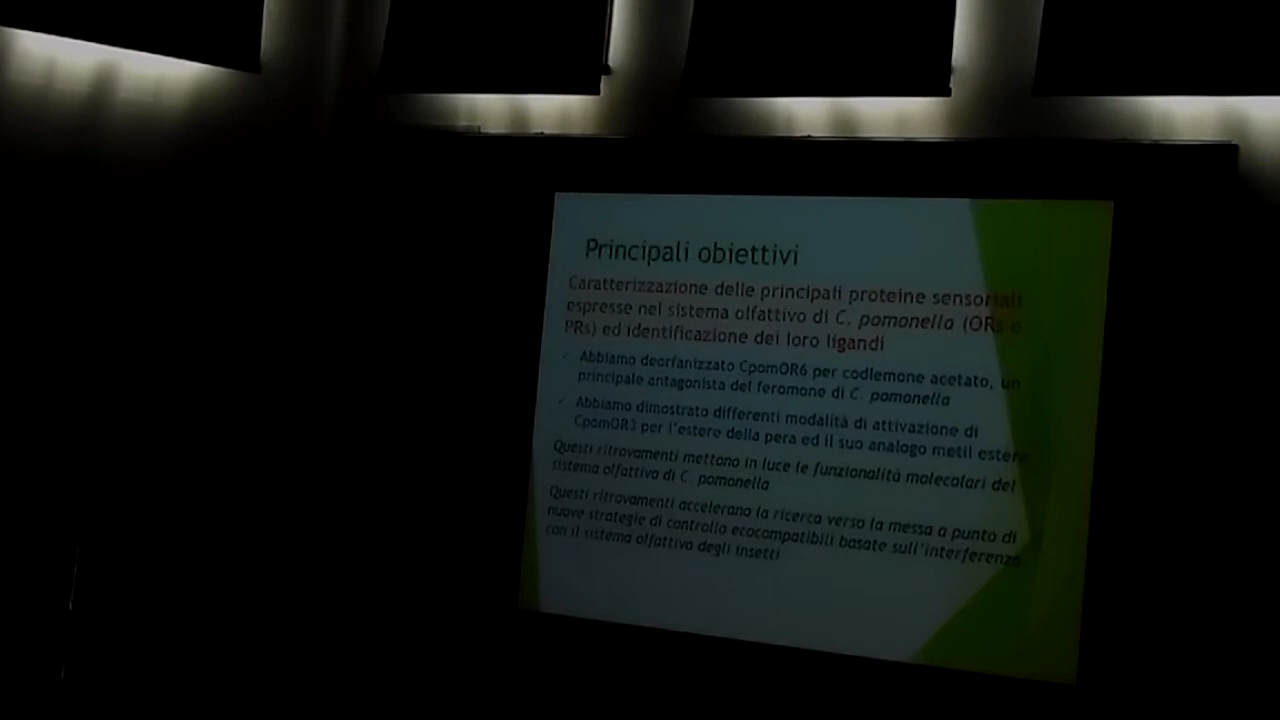 Principali obiettivi
Caratterizzazione delle principali proteine sensoriali
espresse nel sistema olfattivo di C. pomonella (ORs e
PRs) ed identificazione dei loro ligandi
✓ Abbiamo deorfanizzato CpomOR6 per codlemone acetato, un
principale antagonista del feromone di C. pomonella
✓ Abbiamo dimostrato differenti modalità di attivazione di
CpomOR3 per l'estere della pera ed il suo analogo metil estere
Questi ritrovamenti mettono in luce le funzionalità molecolari del
sistema olfattivo di C. pomonella
Questi ritrovamenti accelerano la ricerca verso la messa a punto di
nuove strategie di controllo ecocompatibili basate sull'interferenza
con il sistema olfattivo degli insetti